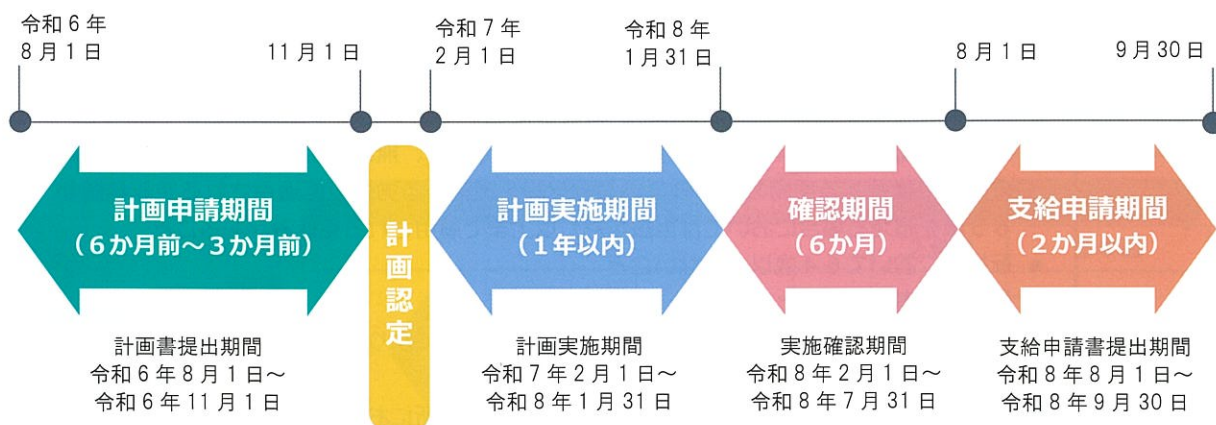 令和6年
8月1日
11月1日
令和7年
2月1日
令和8年
1月31日
8月1日
9月30日
計画申請期間
（6か月前～3か月前）
計画認定
計画実施期間
（1年以内）
確認期間
（6か月）
支給申請期間
（2か月以内）
計画書提出期間
令和6年8月1日～
令和6年11月1日
計画実施期間
令和7年2月1日～
令和8年1月31日
実施確認期間
令和8年2月1日～
令和8年7月31日
支給申請書提出期間
令和8年8月1日～
令和8年9月30日